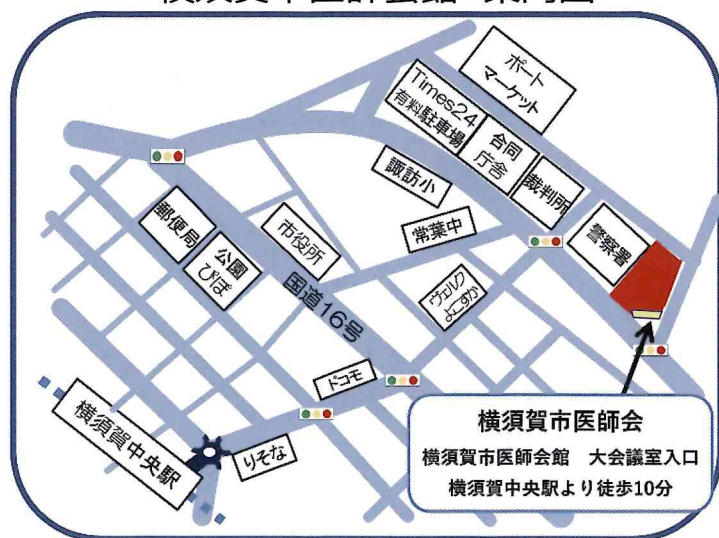 ポート
マーケット
Times24
有料駐車場
合同
庁舎
裁判所
諏訪小
常葉中
警察署
郵便局
公園
ぴぽ
市役所
国道16号
ヴェルク
よこすか
ドコモ
りそな
横須賀中央駅
横須賀市医師会
横須賀市医師会館 大会議室入口
横須賀中央駅より徒歩10分